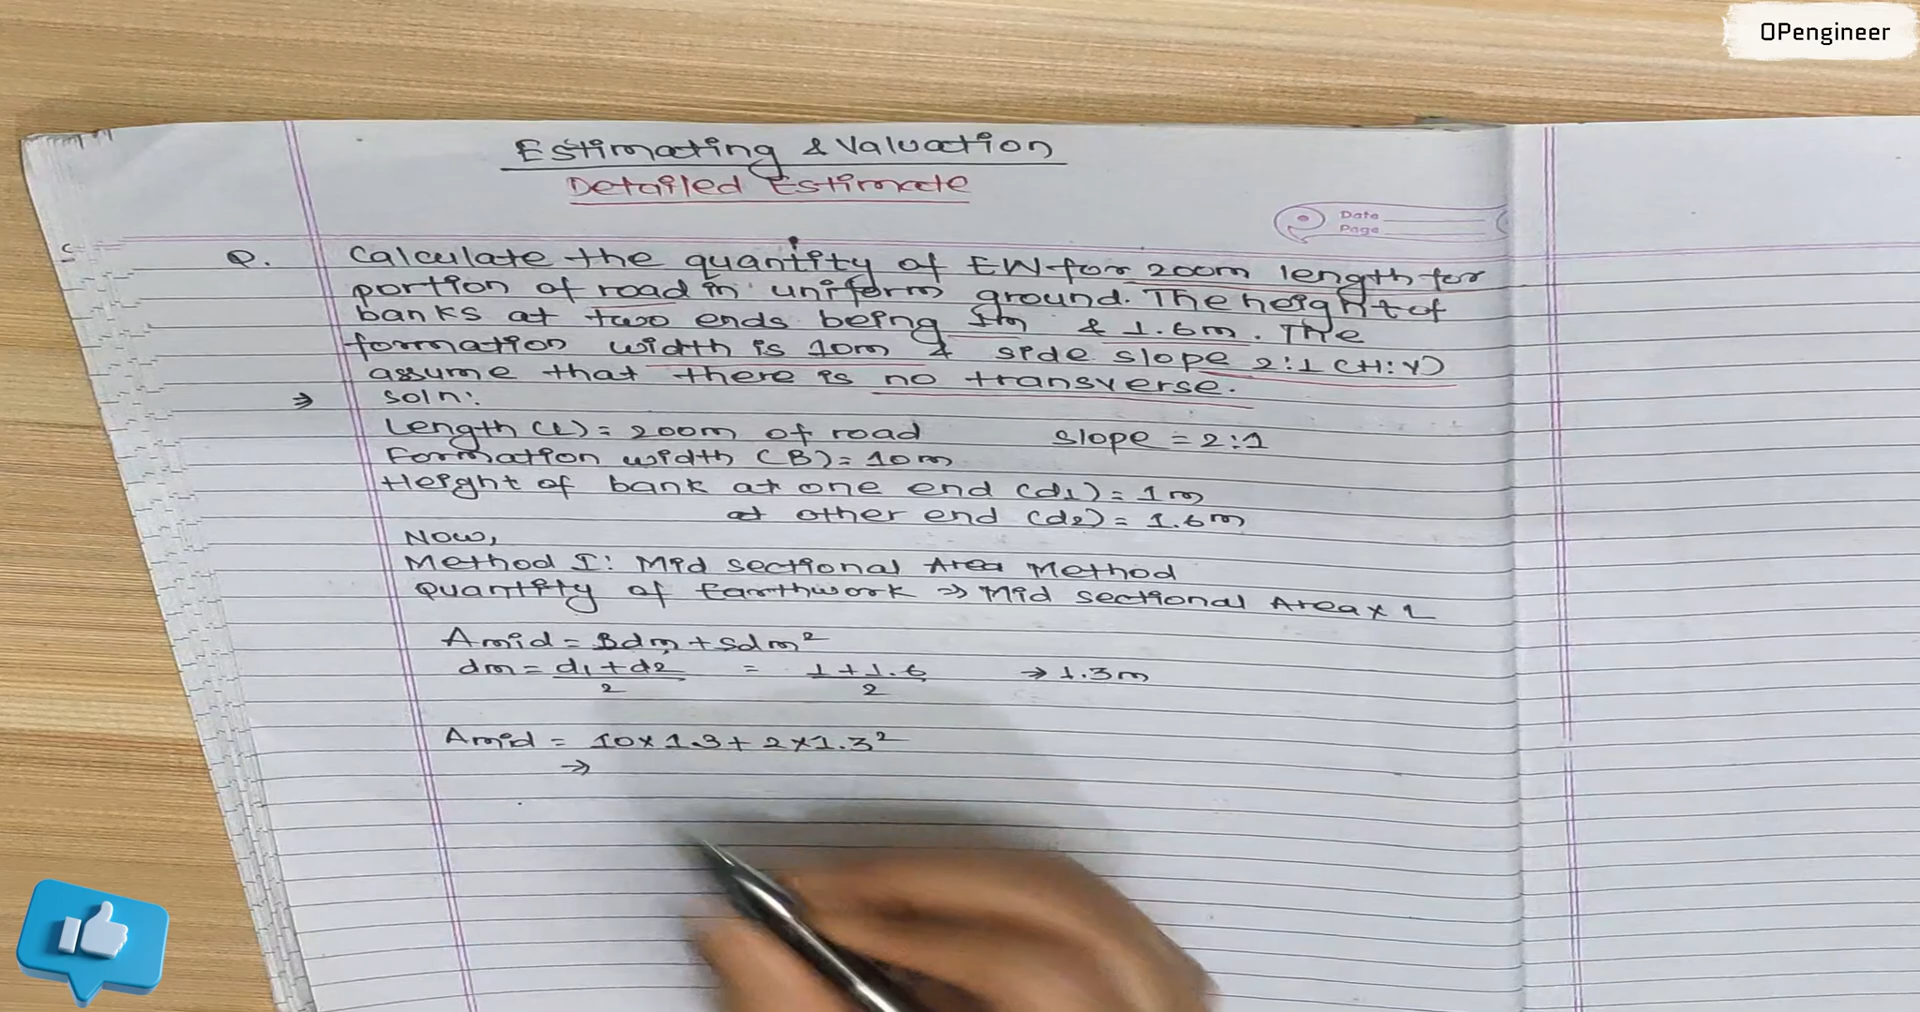 OPengineer
Estimating & Valuation
Detailed Estimate
Date
Page
Q. Calculate the quantity of EW for 200m length for
portion of road in uniform ground. The height of
banks at two ends being 1m & 1.6m. The
formation width is 10m & side slope 2:1 (H:V)
assume that there is no transverse.
⇒ Soln:
Length (L) = 200m of road Slope = 2:1
Formation width (B) = 10m
Height of bank at one end (d1) = 1m
at other end (d2) = 1.6m
Now,
Method I: Mid sectional Area Method
Quantity of Earthwork ⇒ Mid sectional Area x L
Amid = Bdm + Sdm²
dm = d1 + d2 / 2 = 1 + 1.6 / 2 → 1.3m
Amid = 10 x 1.3 + 2 x 1.3²
→